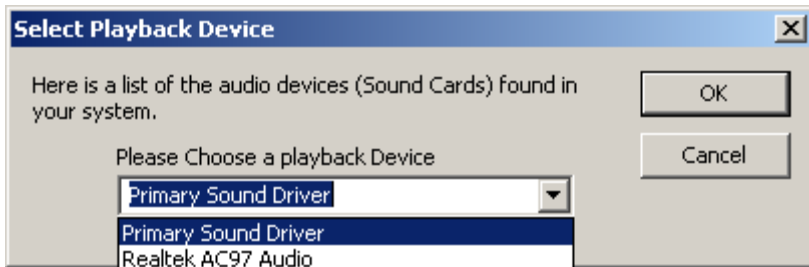 Select Playback Device
Here is a list of the audio devices (Sound Cards) found in
your system.
OK
Cancel
Please Choose a playback Device
Primary Sound Driver
Primary Sound Driver
Realtek AC97 Audio